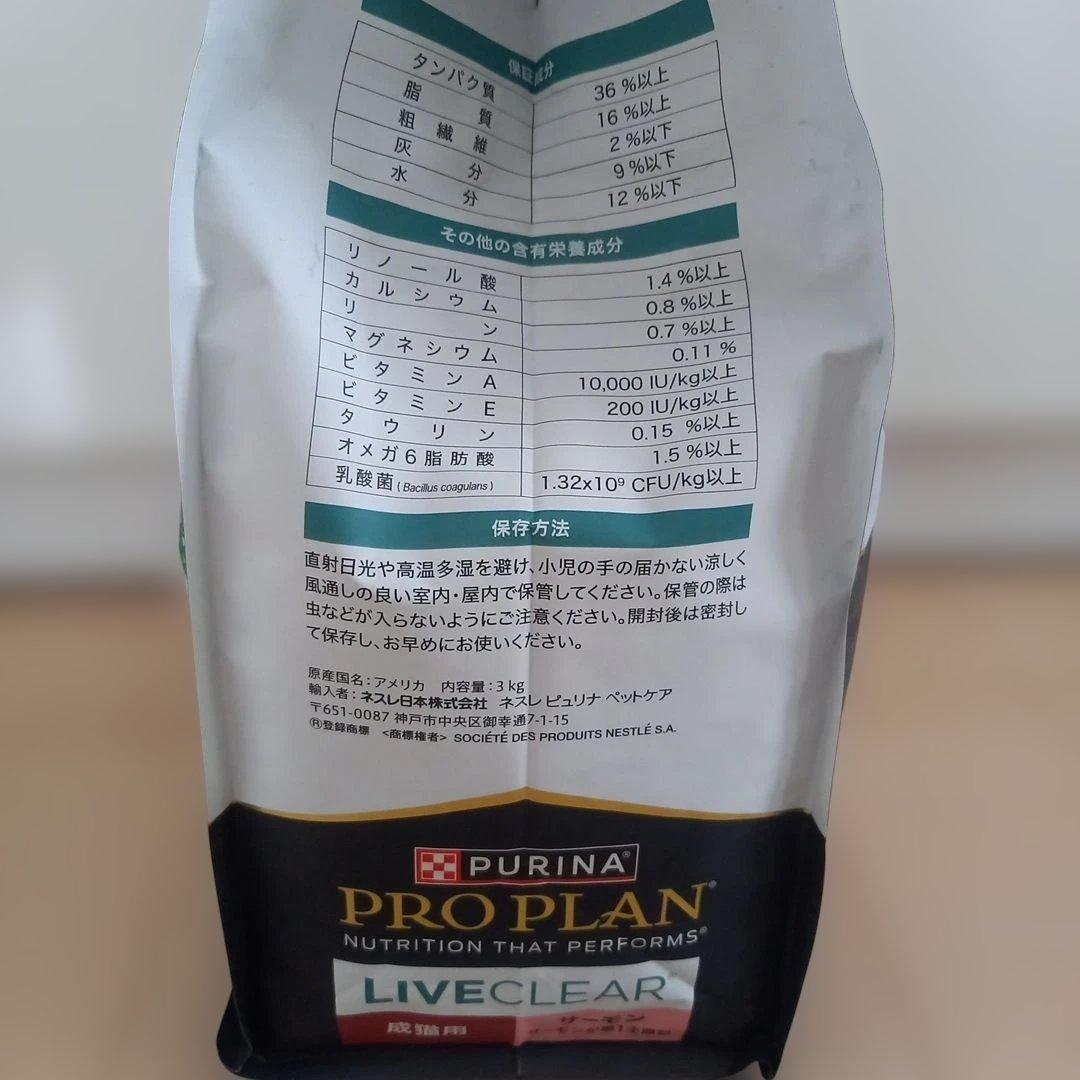 保証成分
タンパク質 36 %以上
脂質 16 %以上
粗繊維 2 %以下
灰分 9 %以下
水分 12 %以下
その他の含有栄養成分
リノール酸 1.4 %以上
カルシウム 0.8 %以上
リン 0.7 %以上
マグネシウム 0.11 %
ビタミンA 10,000 IU/kg以上
ビタミンE 200 IU/kg以上
タウリン 0.15 %以上
オメガ6脂肪酸 1.5 %以上
乳酸菌(Bacillus coagulans) 1.32x10⁹ CFU/kg以上
保存方法
直射日光や高温多湿を避け、小児の手の届かない涼しく
風通しの良い室内・屋内で保管してください。保管の際は
虫などが入らないようにご注意ください。開封後は密封し
て保存し、お早めにお使いください。
原産国名：アメリカ 内容量：3 kg
輸入者：ネスレ日本株式会社 ネスレ ピュリナ ペットケア
〒651-0087 神戸市中央区御幸通7-1-15
®登録商標 <商標権者> SOCIÉTÉ DES PRODUITS NESTLÉ S.A.
PURINA®
PRO PLAN®
NUTRITION THAT PERFORMS®
LIVECLEAR®
成猫用 サーモン
サーモンが第1主原料